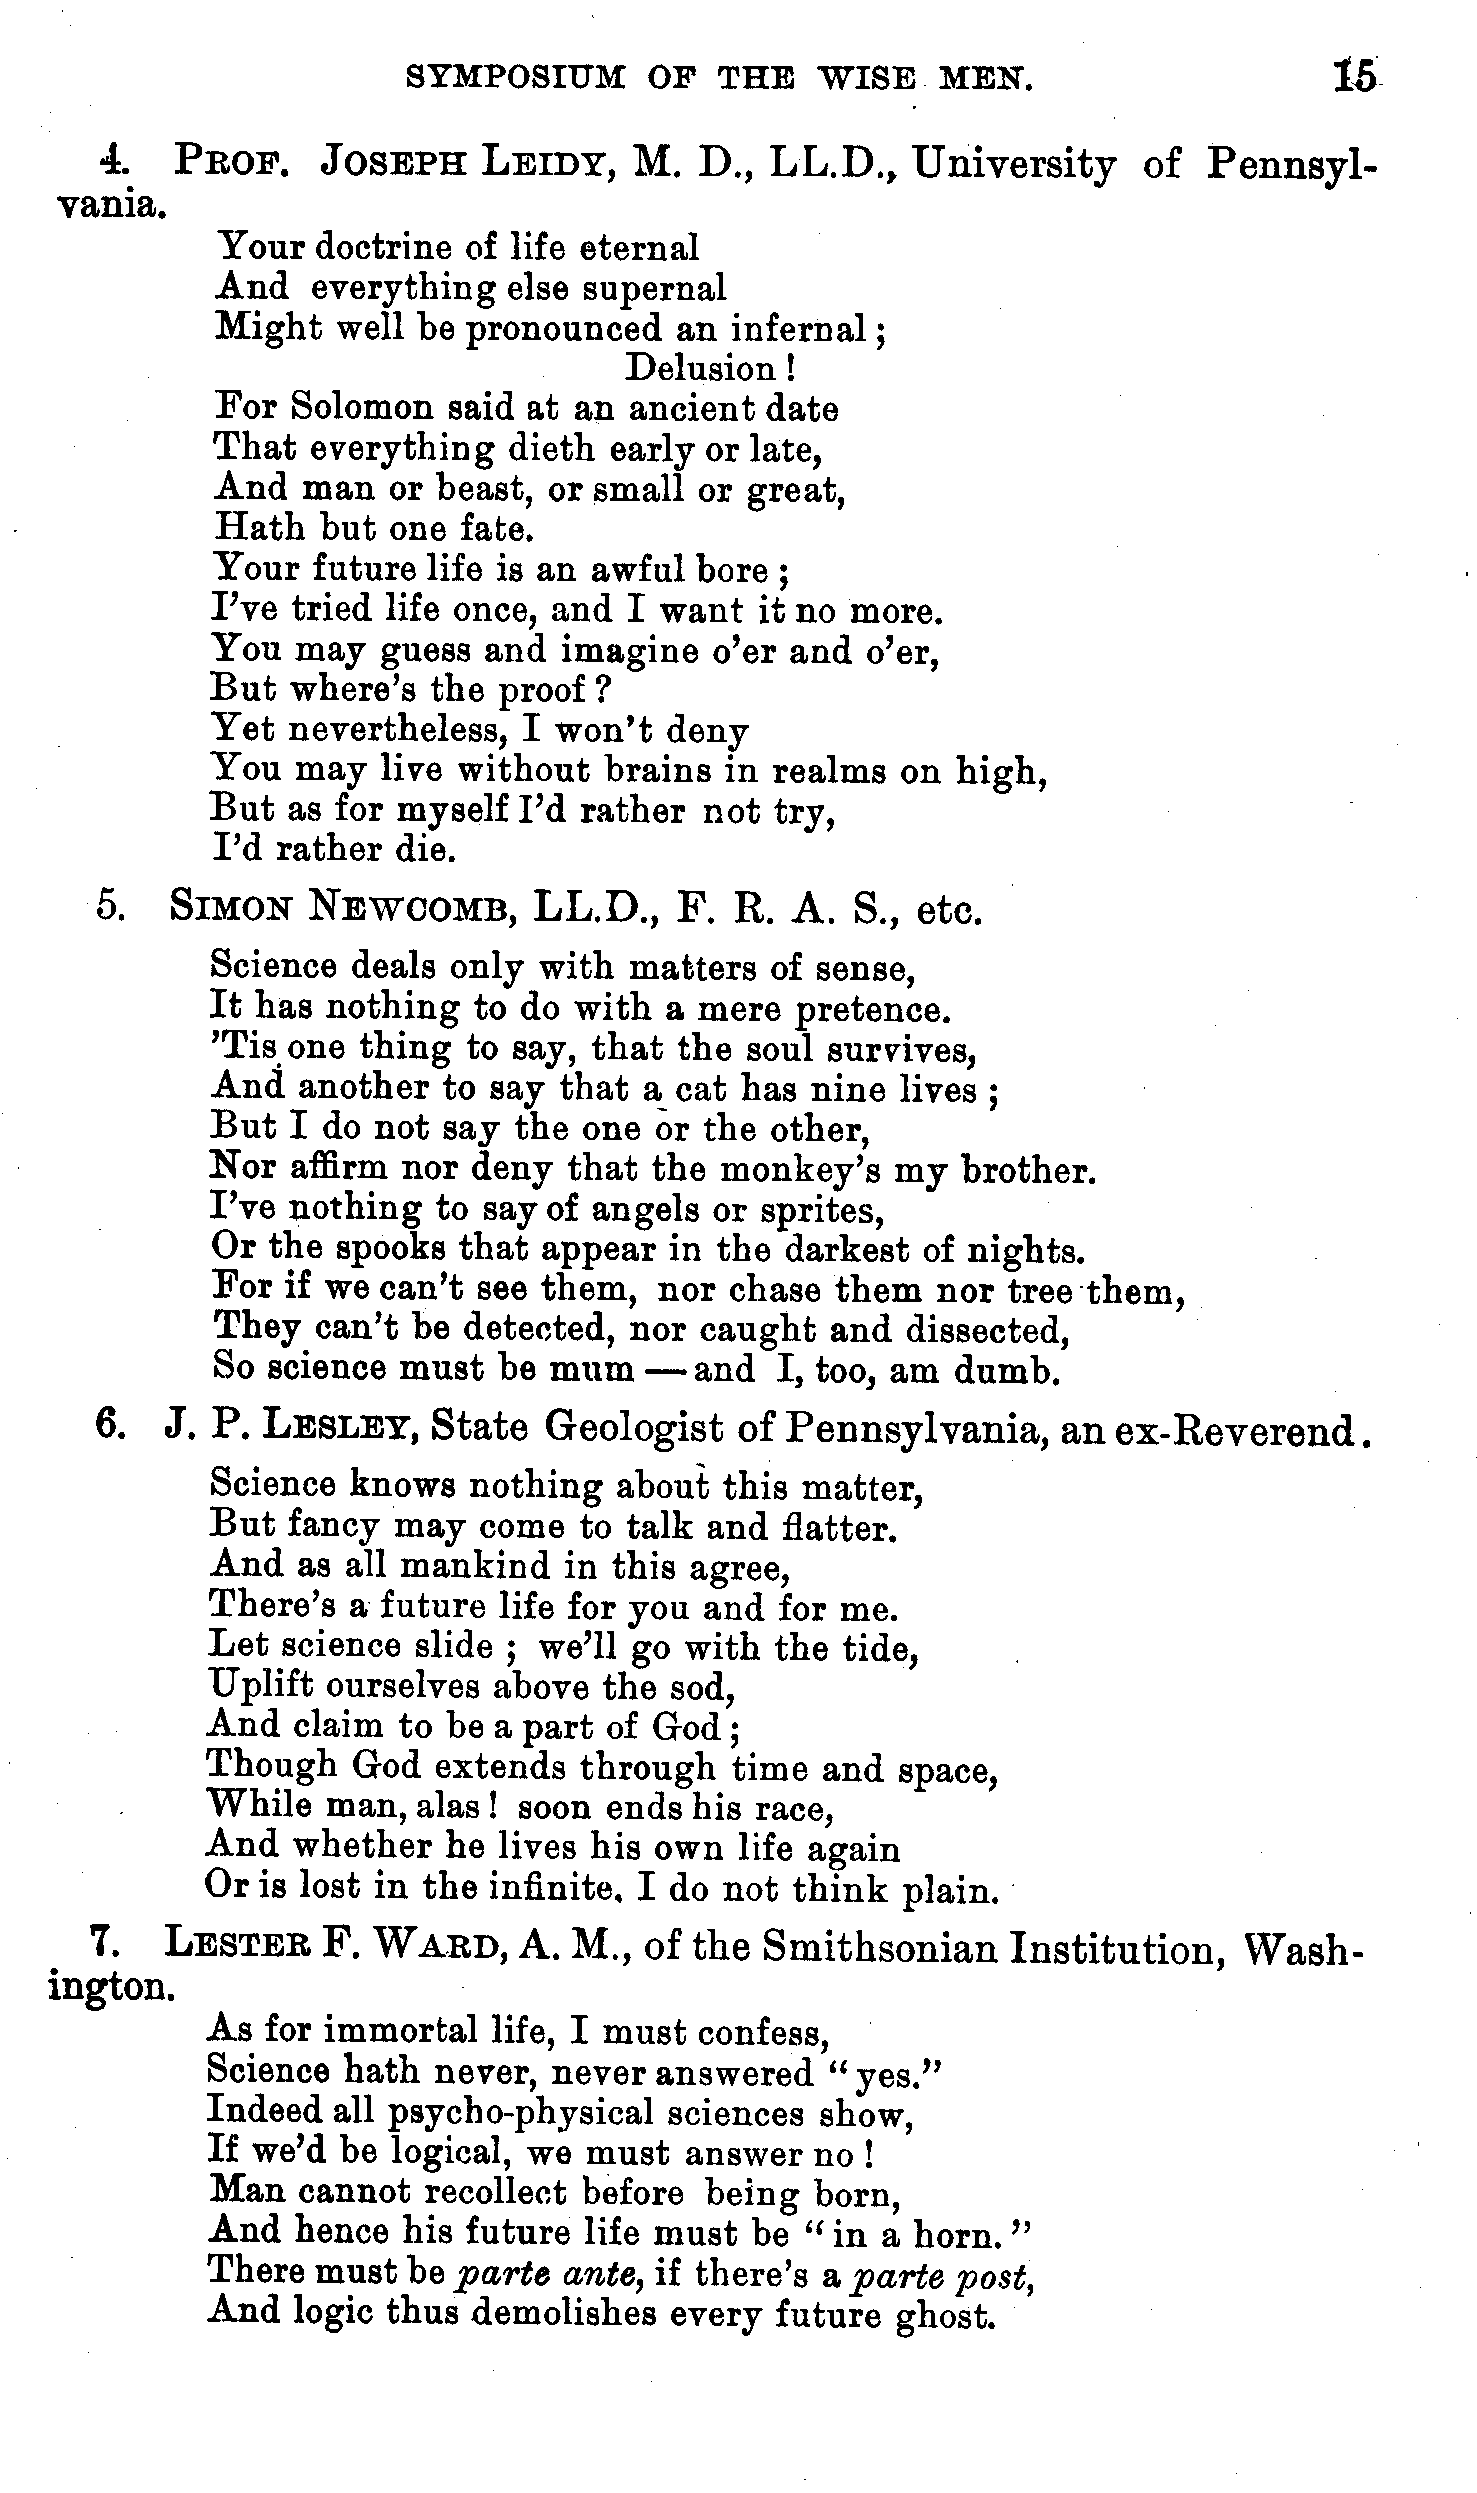 SYMPOSIUM OF THE WISE MEN. 15
4. PROF. JOSEPH LEIDY, M. D., LL.D., University of Pennsyl-
vania.
Your doctrine of life eternal
And everything else supernal
Might well be pronounced an infernal ;
Delusion !
For Solomon said at an ancient date
That everything dieth early or late,
And man or beast, or small or great,
Hath but one fate.
Your future life is an awful bore ;
I've tried life once, and I want it no more.
You may guess and imagine o'er and o'er,
But where's the proof ?
Yet nevertheless, I won't deny
You may live without brains in realms on high,
But as for myself I'd rather not try,
I'd rather die.
5. SIMON NEWCOMB, LL.D., F. R. A. S., etc.
Science deals only with matters of sense,
It has nothing to do with a mere pretence.
'Tis one thing to say, that the soul survives,
And another to say that a cat has nine lives ;
But I do not say the one or the other,
Nor affirm nor deny that the monkey's my brother.
I've nothing to say of angels or sprites,
Or the spooks that appear in the darkest of nights.
For if we can't see them, nor chase them nor tree them,
They can't be detected, nor caught and dissected,
So science must be mum — and I, too, am dumb.
6. J. P. LESLEY, State Geologist of Pennsylvania, an ex-Reverend.
Science knows nothing about this matter,
But fancy may come to talk and flatter.
And as all mankind in this agree,
There's a future life for you and for me.
Let science slide ; we'll go with the tide,
Uplift ourselves above the sod,
And claim to be a part of God ;
Though God extends through time and space,
While man, alas ! soon ends his race,
And whether he lives his own life again
Or is lost in the infinite. I do not think plain.
7. LESTER F. WARD, A. M., of the Smithsonian Institution, Wash-
ington.
As for immortal life, I must confess,
Science hath never, never answered "yes."
Indeed all psycho-physical sciences show,
If we'd be logical, we must answer no !
Man cannot recollect before being born,
And hence his future life must be "in a horn."
There must be parte ante, if there's a parte post,
And logic thus demolishes every future ghost.